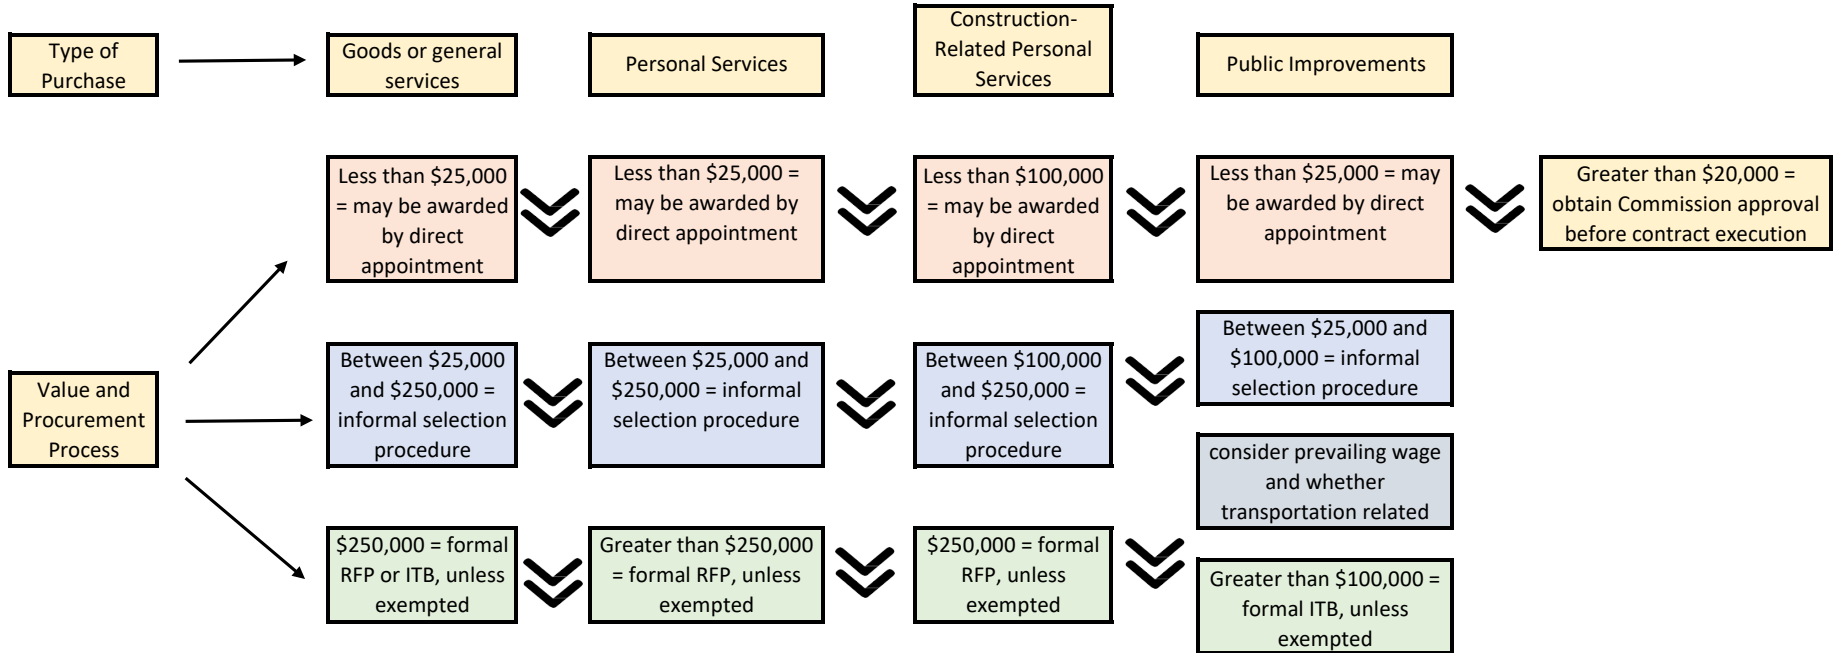 Type of
Purchase
Goods or general
services
Personal Services
Construction-
Related Personal
Services
Public Improvements
Less than $25,000
= may be awarded
by direct
appointment
Less than $25,000 =
may be awarded by
direct appointment
Less than $100,000
= may be awarded
by direct
appointment
Less than $25,000 = may
be awarded by direct
appointment
Greater than $20,000 =
obtain Commission approval
before contract execution
Value and
Procurement
Process
Between $25,000
and $250,000 =
informal selection
procedure
Between $25,000 and
$250,000 = informal
selection procedure
Between $100,000
and $250,000 =
informal selection
procedure
Between $25,000 and
$100,000 = informal
selection procedure
consider prevailing wage
and whether
transportation related
$250,000 = formal
RFP or ITB, unless
exempted
Greater than $250,000
= formal RFP, unless
exempted
$250,000 = formal
RFP, unless
exempted
Greater than $100,000 =
formal ITB, unless
exempted